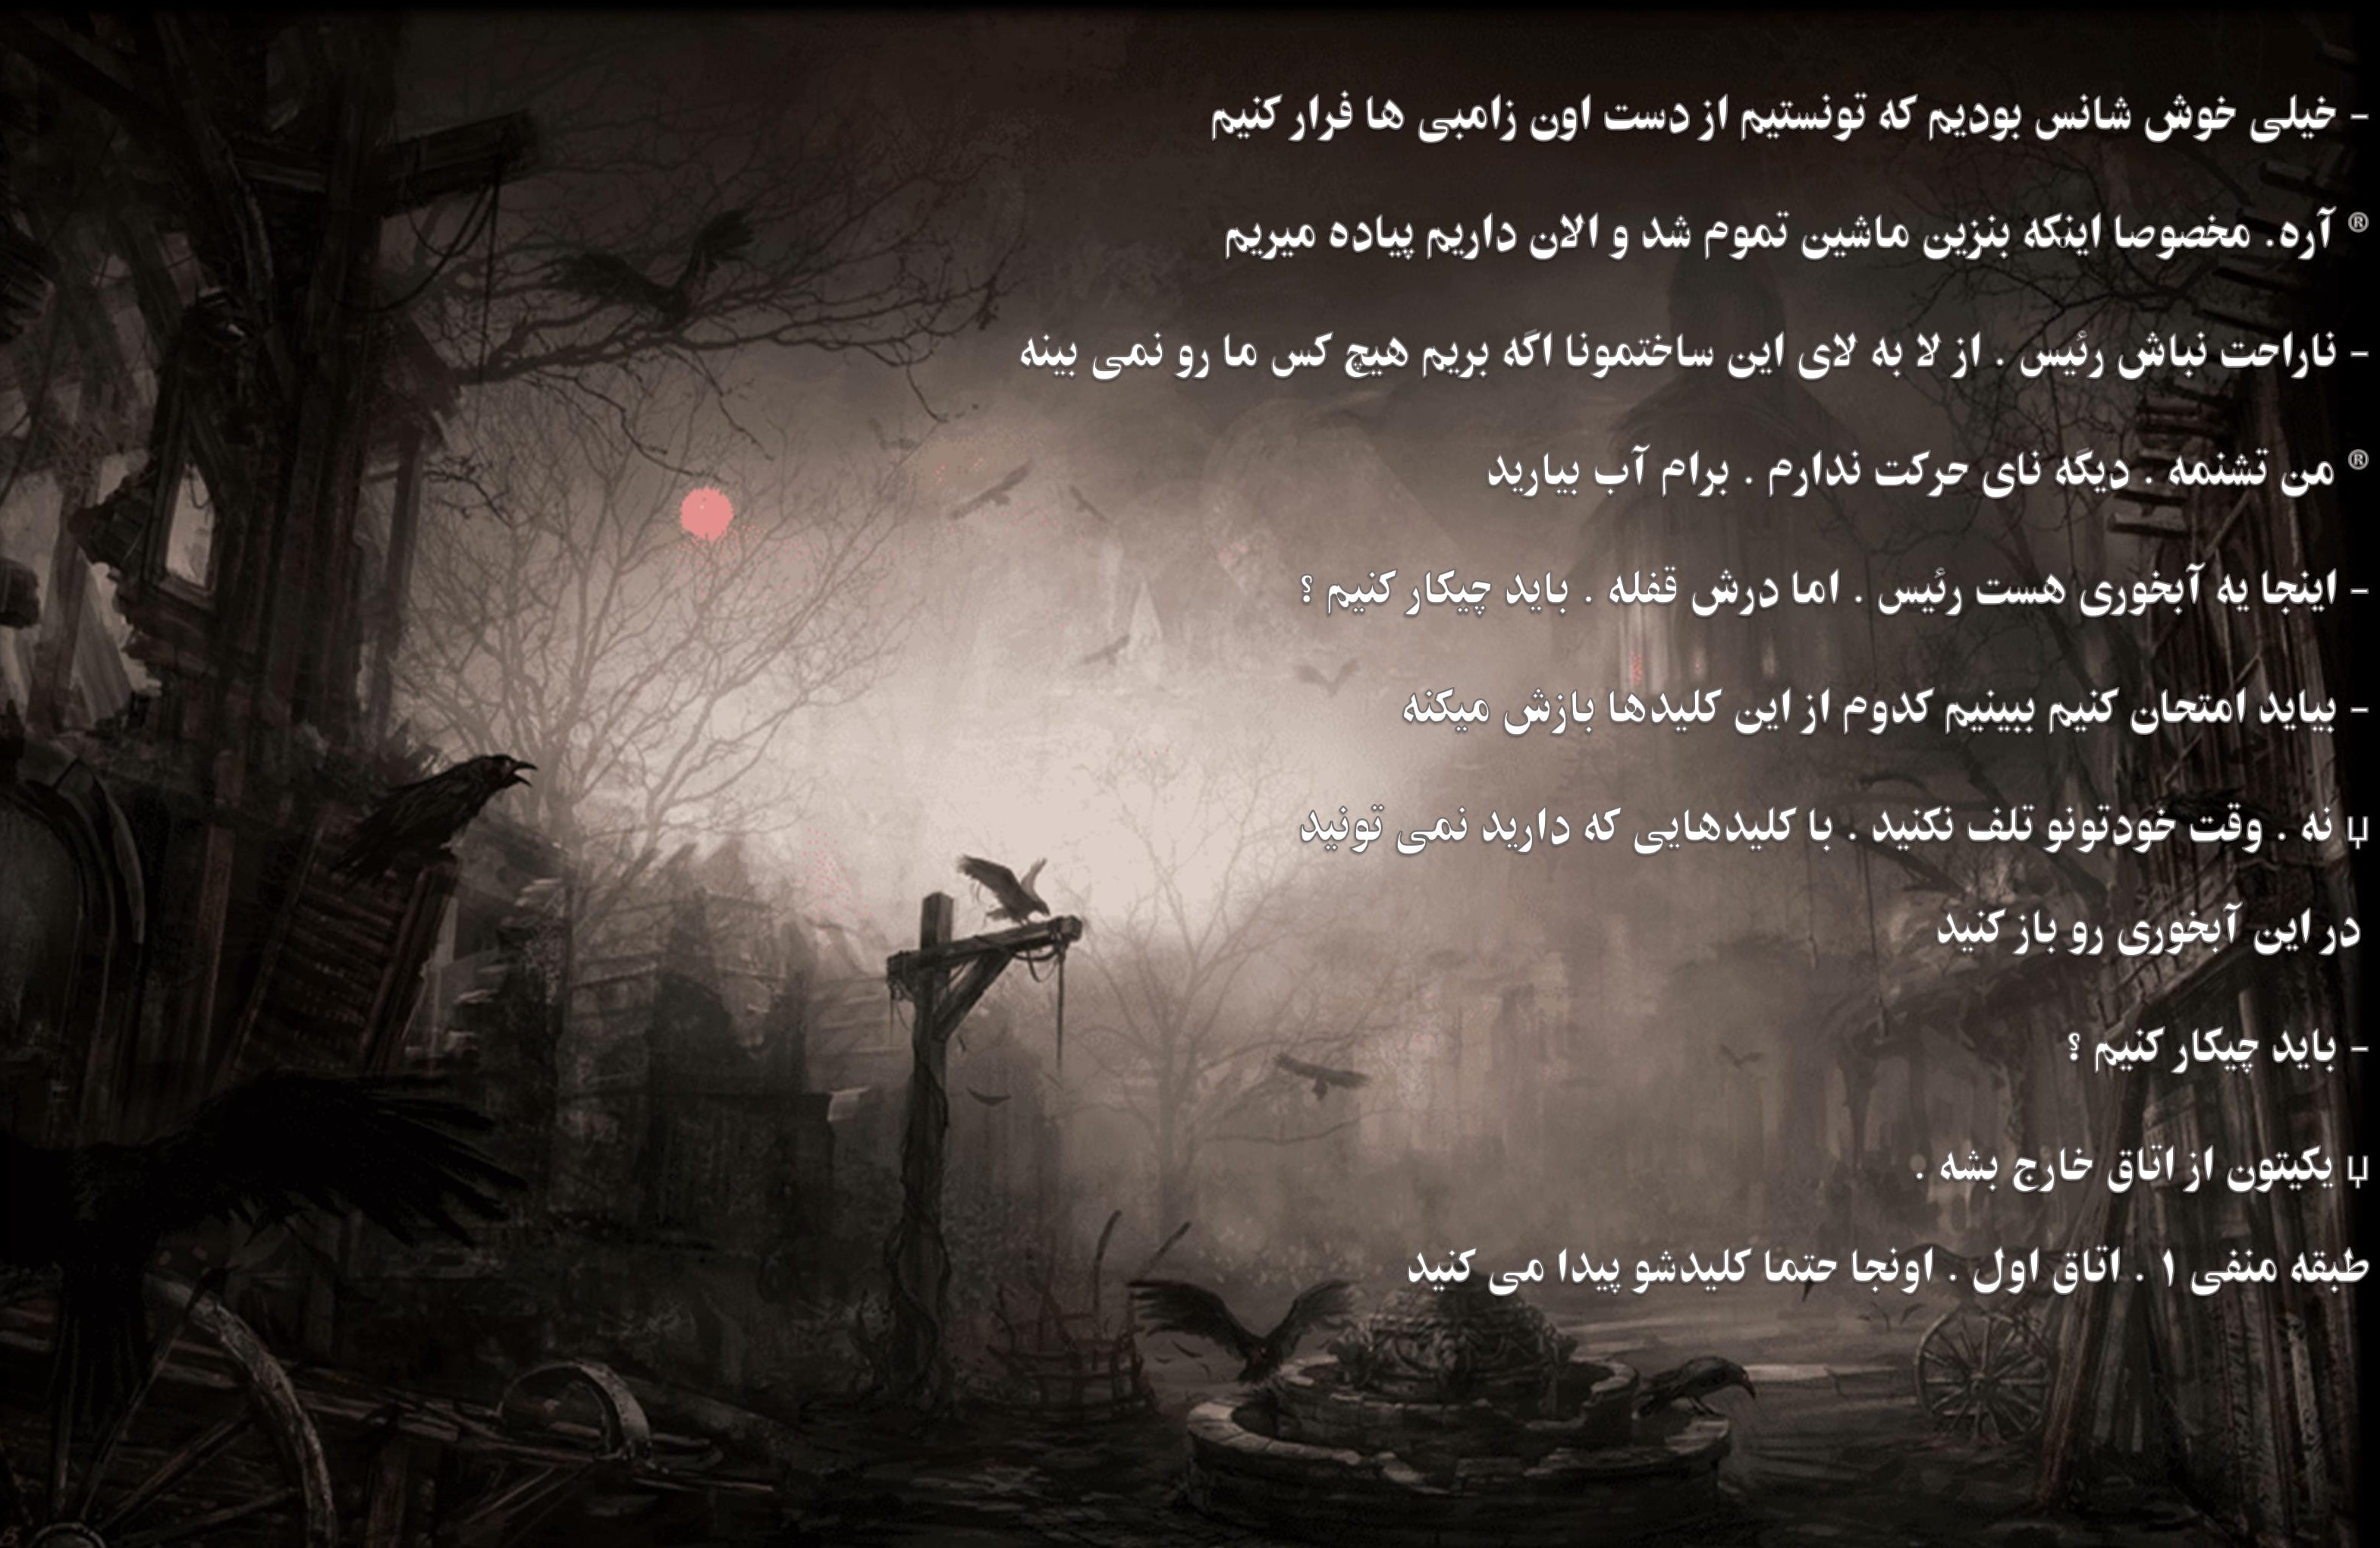 - خیلی خوش شانس بودیم که تونستیم از دست اون زامبی ها فرار کنیم
® آره. مخصوصا اینکه بنزین ماشین تموم شد و الان داریم پیاده میریم
- ناراحت نباش رئیس . از لا به لای این ساختمونا اگه بریم هیچ کس ما رو نمی بینه
® من تشنمه . دیگه نای حرکت ندارم . برام آب بیارید
- اینجا یه آبخوری هست رئیس . اما درش قفله . باید چیکار کنیم ؟
- بیاید امتحان کنیم ببینیم کدوم از این کلیدها بازش میکنه
µ نه . وقت خودتونو تلف نکنید . با کلیدهایی که دارید نمی تونید
در این آبخوری رو باز کنید
- باید چیکار کنیم ؟
µ یکیتون از اتاق خارج بشه .
طبقه منفی ۱ . اتاق اول . اونجا حتما کلیدشو پیدا می کنید